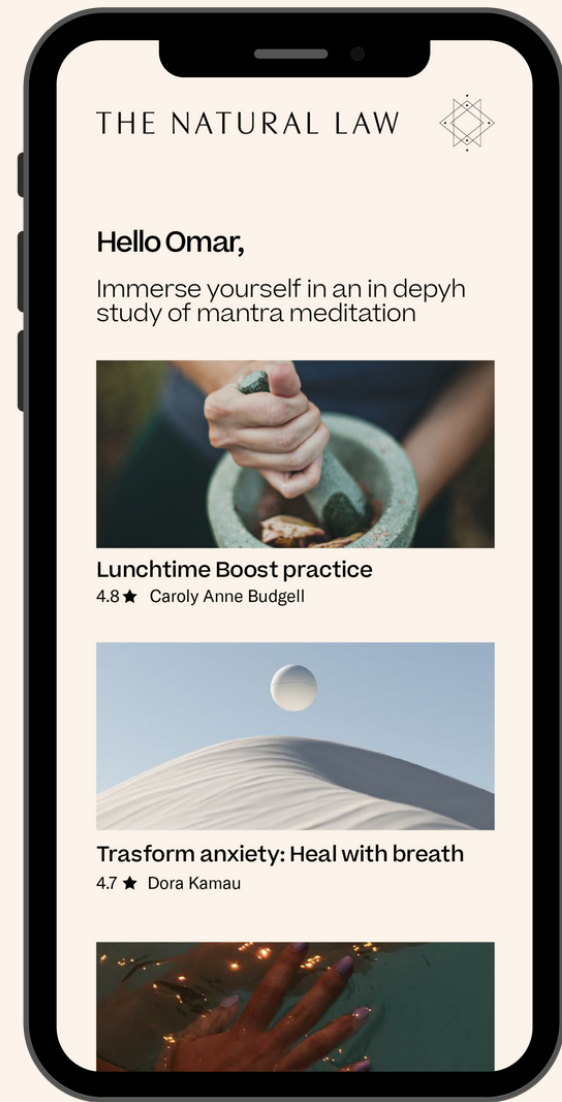 THE NATURAL LAW
Hello Omar,
Immerse yourself in an in depyh
study of mantra meditation
Lunchtime Boost practice
4.8★ Caroly Anne Budgell
Trasform anxiety: Heal with breath
4.7 ★ Dora Kamau